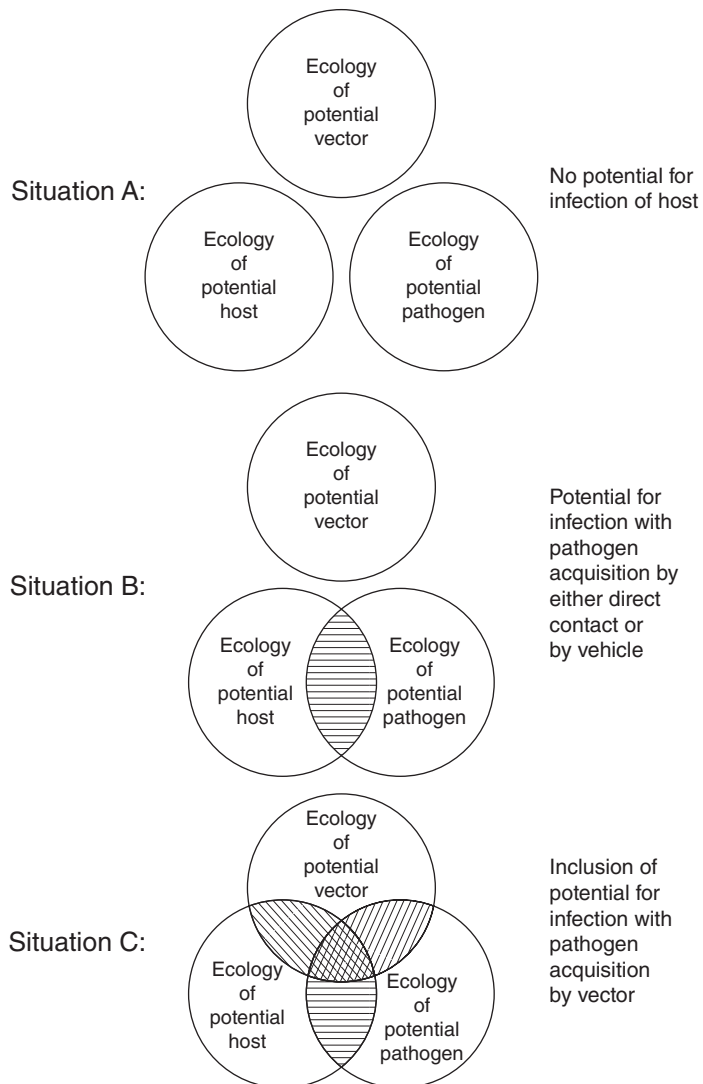 Ecology
of
potential
vector
Situation A:
No potential for
infection of host
Ecology
of
potential
host
Ecology
of
potential
pathogen
Ecology
of
potential
vector
Situation B:
Potential for
infection with
pathogen
acquisition by
either direct
contact or
by vehicle
Ecology
of
potential
host
Ecology
of
potential
pathogen
Ecology
of
potential
vector
Situation C:
Inclusion of
potential for
infection with
pathogen
acquisition
by vector
Ecology
of
potential
host
Ecology
of
potential
pathogen